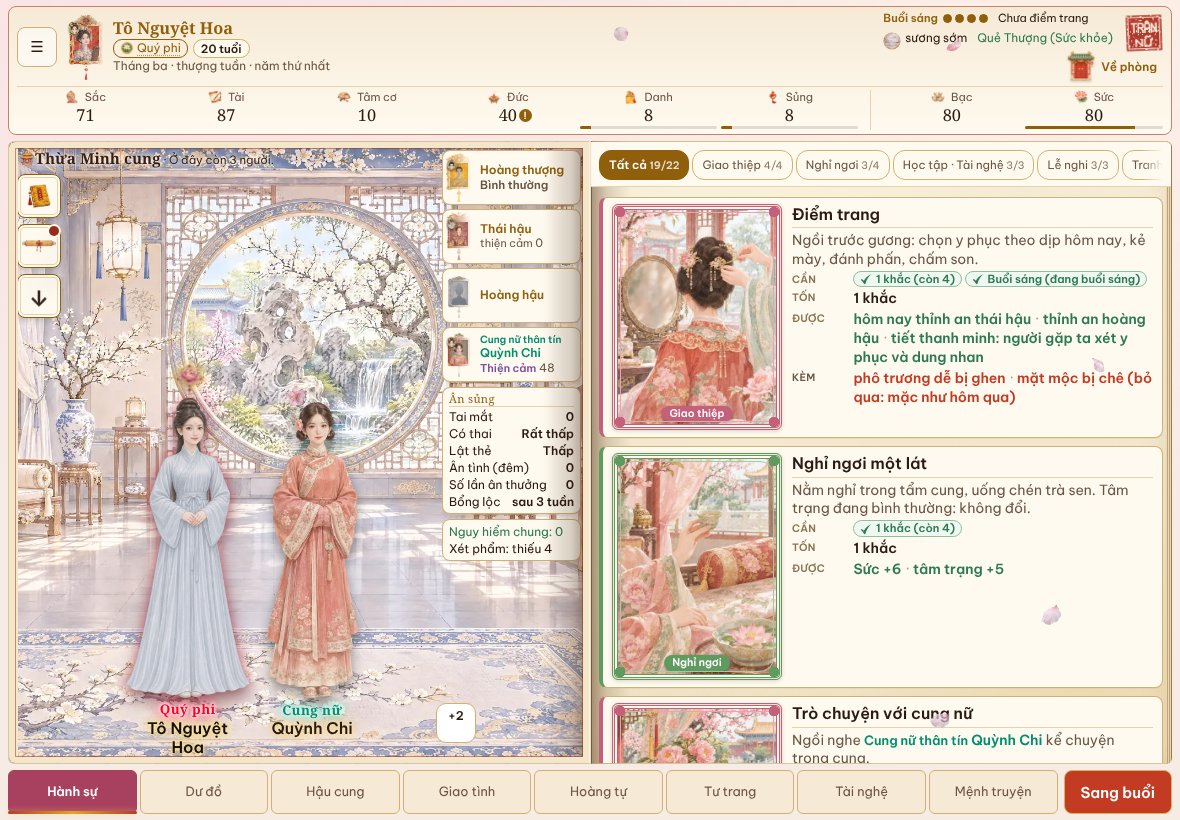 Tô Nguyệt Hoa
Quý phi 20 tuổi
Tháng ba · thượng tuần · năm thứ nhất
Buổi sáng Chưa điểm trang
sương sớm Quẻ Thượng (Sức khỏe)
Về phòng
TRÂM NỮ
Sắc
71
Tài
87
Tâm cơ
10
Đức
40
Danh
8
Sủng
8
Bạc
80
Sức
80
Thừa Minh cung · Ở đây còn 3 người.
Hoàng thượng
Bình thường
Thái hậu
thiện cảm 0
Hoàng hậu
Cung nữ thân tín
Quỳnh Chi
Thiện cảm 48
Ân sủng
Tai mắt 0
Có thai Rất thấp
Lật thẻ Thấp
Ân tình (đêm) 0
Số lần ân thưởng 0
Bổng lộc sau 3 tuần
Nguy hiểm chung: 0
Xét phẩm: thiếu 4
Quý phi
Tô Nguyệt
Hoa
Cung nữ
Quỳnh Chi
+2
Tất cả 19/22
Giao thiệp 4/4
Nghỉ ngơi 3/4
Học tập · Tài nghệ 3/3
Lễ nghi 3/3
Tranh
Điểm trang
Ngồi trước gương: chọn y phục theo dịp hôm nay, kẻ
mày, đánh phấn, chấm son.
CẦN ✓ 1 khắc (còn 4) ✓ Buổi sáng (đang buổi sáng)
TỐN 1 khắc
ĐƯỢC hôm nay thỉnh an thái hậu · thỉnh an hoàng
hậu · tiết thanh minh: người gặp ta xét y
phục và dung nhan
KÈM phô trương dễ bị ghen · mặt mộc bị chê (bỏ
qua: mặc như hôm qua)
Giao thiệp
Nghỉ ngơi một lát
Nằm nghỉ trong tẩm cung, uống chén trà sen. Tâm
trạng đang bình thường: không đổi.
CẦN ✓ 1 khắc (còn 4)
TỐN 1 khắc
ĐƯỢC Sức +6 · tâm trạng +5
Nghỉ ngơi
Trò chuyện với cung nữ
Ngồi nghe Cung nữ thân tín Quỳnh Chi kể chuyện
trong cung.
Hành sự
Dư đồ
Hậu cung
Giao tình
Hoàng tự
Tư trang
Tài nghệ
Mệnh truyện
Sang buổi